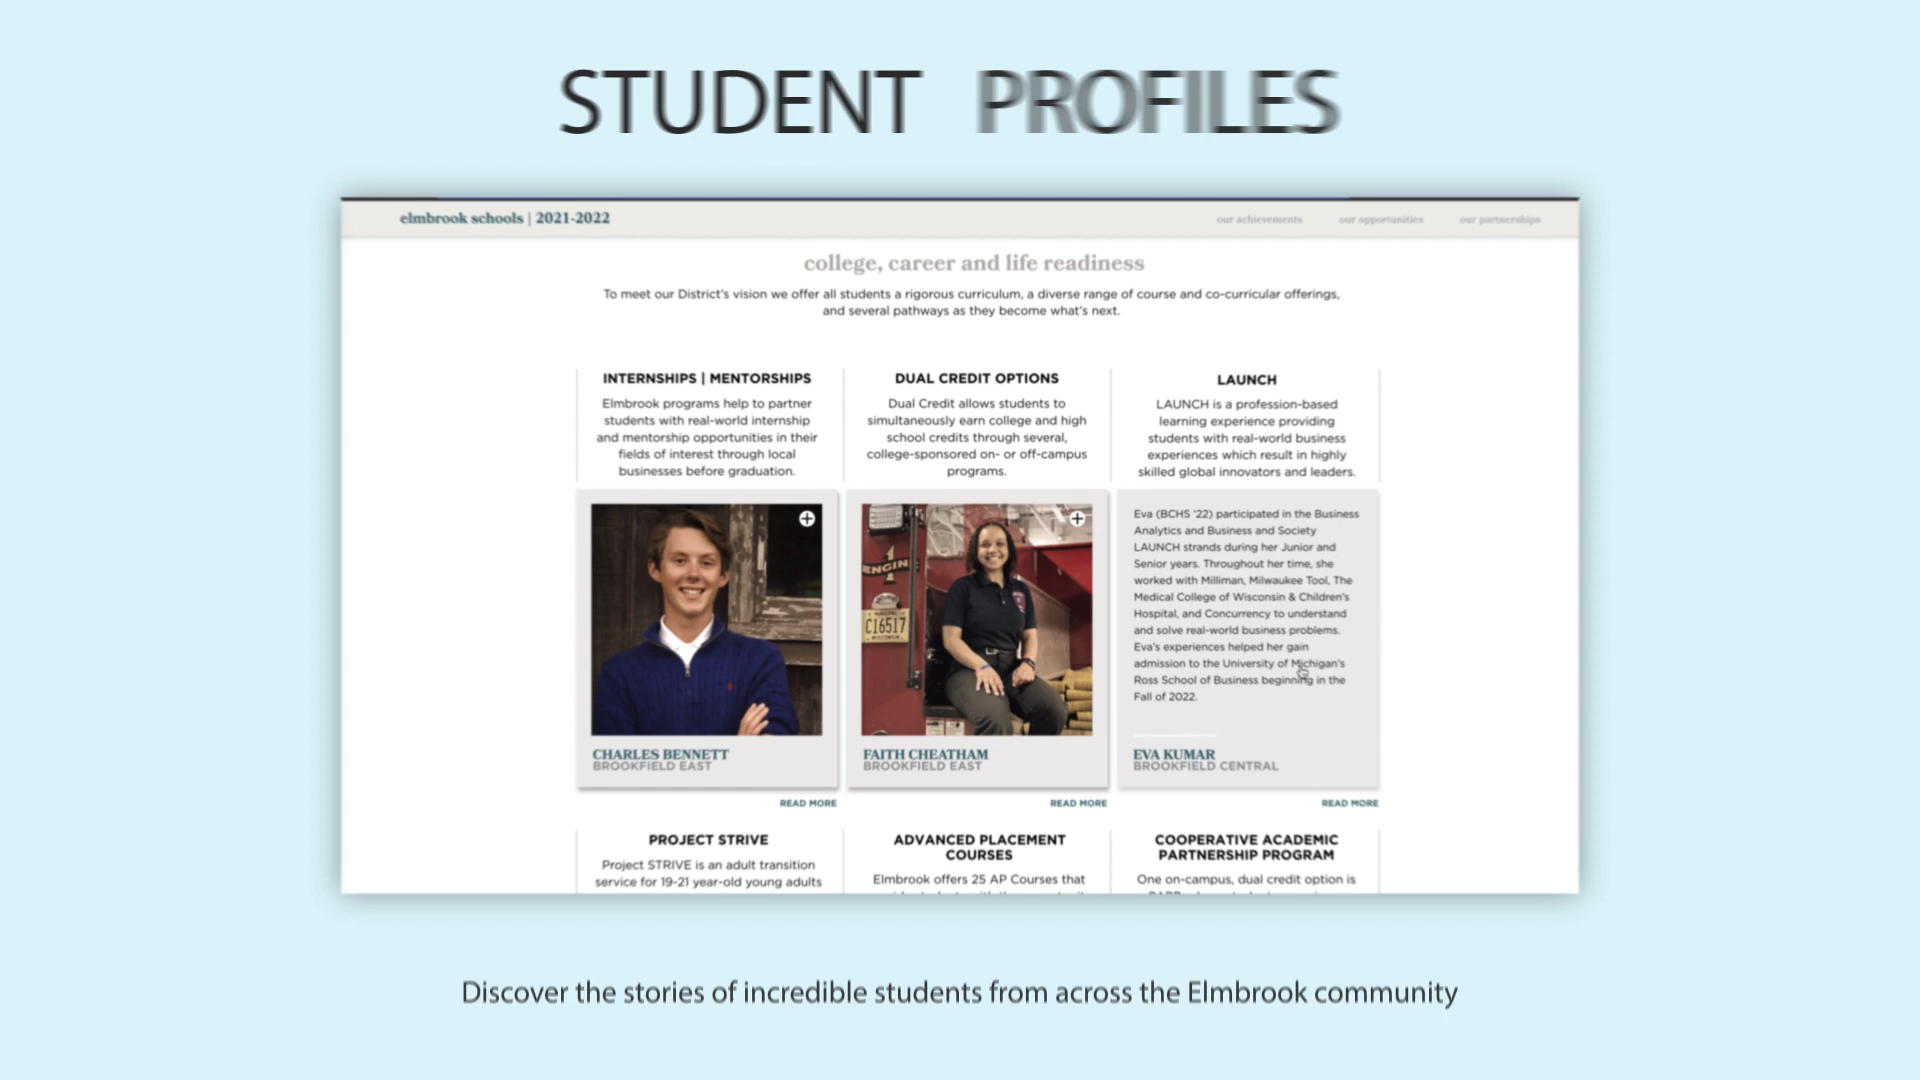 STUDENT PROFILES
elmbrook schools | 2021-2022
our achievements our opportunities our partnerships
college, career and life readiness
To meet our District's vision we offer all students a rigorous curriculum, a diverse range of course and co-curricular offerings,
and several pathways as they become what's next.
INTERNSHIPS | MENTORSHIPS
Elmbrook programs help to partner
students with real-world internship
and mentorship opportunities in their
fields of interest through local
businesses before graduation.
DUAL CREDIT OPTIONS
Dual Credit allows students to
simultaneously earn college and high
school credits through several,
college-sponsored on- or off-campus
programs.
LAUNCH
LAUNCH is a profession-based
learning experience providing
students with real-world business
experiences which result in highly
skilled global innovators and leaders.
CHARLES BENNETT
BROOKFIELD EAST
READ MORE
1
ENGINE
C16517
WISCONSIN
FAITH CHEATHAM
BROOKFIELD EAST
READ MORE
Eva (BCHS '22) participated in the Business
Analytics and Business and Society
LAUNCH strands during her Junior and
Senior years. Throughout her time, she
worked with Milliman, Milwaukee Tool, The
Medical College of Wisconsin & Children's
Hospital, and Concurrency to understand
and solve real-world business problems.
Eva's experiences helped her gain
admission to the University of Michigan's
Ross School of Business beginning in the
Fall of 2022.
EVA KUMAR
BROOKFIELD CENTRAL
READ MORE
PROJECT STRIVE
Project STRIVE is an adult transition
service for 19-21 year-old young adults
ADVANCED PLACEMENT
COURSES
Elmbrook offers 25 AP Courses that
COOPERATIVE ACADEMIC
PARTNERSHIP PROGRAM
One on-campus, dual credit option is
Discover the stories of incredible students from across the Elmbrook community